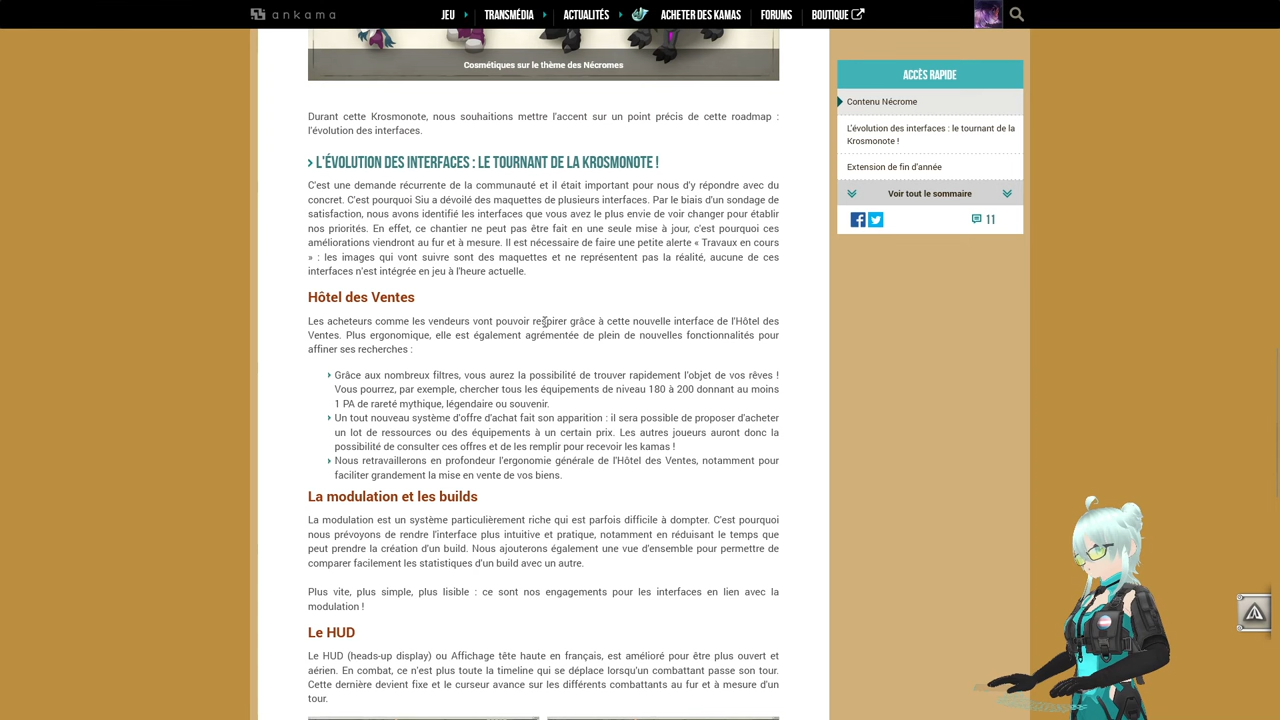 ankama
JEU TRANSMÉDIA ACTUALITÉS ACHETER DES KAMAS FORUMS BOUTIQUE
Cosmétiques sur le thème des Nécromes
Durant cette Krosmonote, nous souhaitions mettre l'accent sur un point précis de cette roadmap :
l'évolution des interfaces.
L'ÉVOLUTION DES INTERFACES : LE TOURNANT DE LA KROSMONOTE !
C'est une demande récurrente de la communauté et il était important pour nous d'y répondre avec du
concret. C'est pourquoi Siu a dévoilé des maquettes de plusieurs interfaces. Par le biais d'un sondage de
satisfaction, nous avons identifié les interfaces que vous avez le plus envie de voir changer pour établir
nos priorités. En effet, ce chantier ne peut pas être fait en une seule mise à jour, c'est pourquoi ces
améliorations viendront au fur et à mesure. Il est nécessaire de faire une petite alerte « Travaux en cours
» : les images qui vont suivre sont des maquettes et ne représentent pas la réalité, aucune de ces
interfaces n'est intégrée en jeu à l'heure actuelle.
Hôtel des Ventes
Les acheteurs comme les vendeurs vont pouvoir respirer grâce à cette nouvelle interface de l'Hôtel des
Ventes. Plus ergonomique, elle est également agrémentée de plein de nouvelles fonctionnalités pour
affiner ses recherches :
Grâce aux nombreux filtres, vous aurez la possibilité de trouver rapidement l'objet de vos rêves !
Vous pourrez, par exemple, chercher tous les équipements de niveau 180 à 200 donnant au moins
1 PA de rareté mythique, légendaire ou souvenir.
Un tout nouveau système d'offre d'achat fait son apparition : il sera possible de proposer d'acheter
un lot de ressources ou des équipements à un certain prix. Les autres joueurs auront donc la
possibilité de consulter ces offres et de les remplir pour recevoir les kamas !
Nous retravaillerons en profondeur l'ergonomie générale de l'Hôtel des Ventes, notamment pour
faciliter grandement la mise en vente de vos biens.
La modulation et les builds
La modulation est un système particulièrement riche qui est parfois difficile à dompter. C'est pourquoi
nous prévoyons de rendre l'interface plus intuitive et pratique, notamment en réduisant le temps que
peut prendre la création d'un build. Nous ajouterons également une vue d'ensemble pour permettre de
comparer facilement les statistiques d'un build avec un autre.
Plus vite, plus simple, plus lisible : ce sont nos engagements pour les interfaces en lien avec la
modulation !
Le HUD
Le HUD (heads-up display) ou Affichage tête haute en français, est amélioré pour être plus ouvert et
aérien. En combat, ce n'est plus toute la timeline qui se déplace lorsqu'un combattant passe son tour.
Cette dernière devient fixe et le curseur avance sur les différents combattants au fur et à mesure d'un
tour.
ACCÈS RAPIDE
Contenu Nécrome
L'évolution des interfaces : le tournant de la
Krosmonote !
Extension de fin d'année
Voir tout le sommaire
11